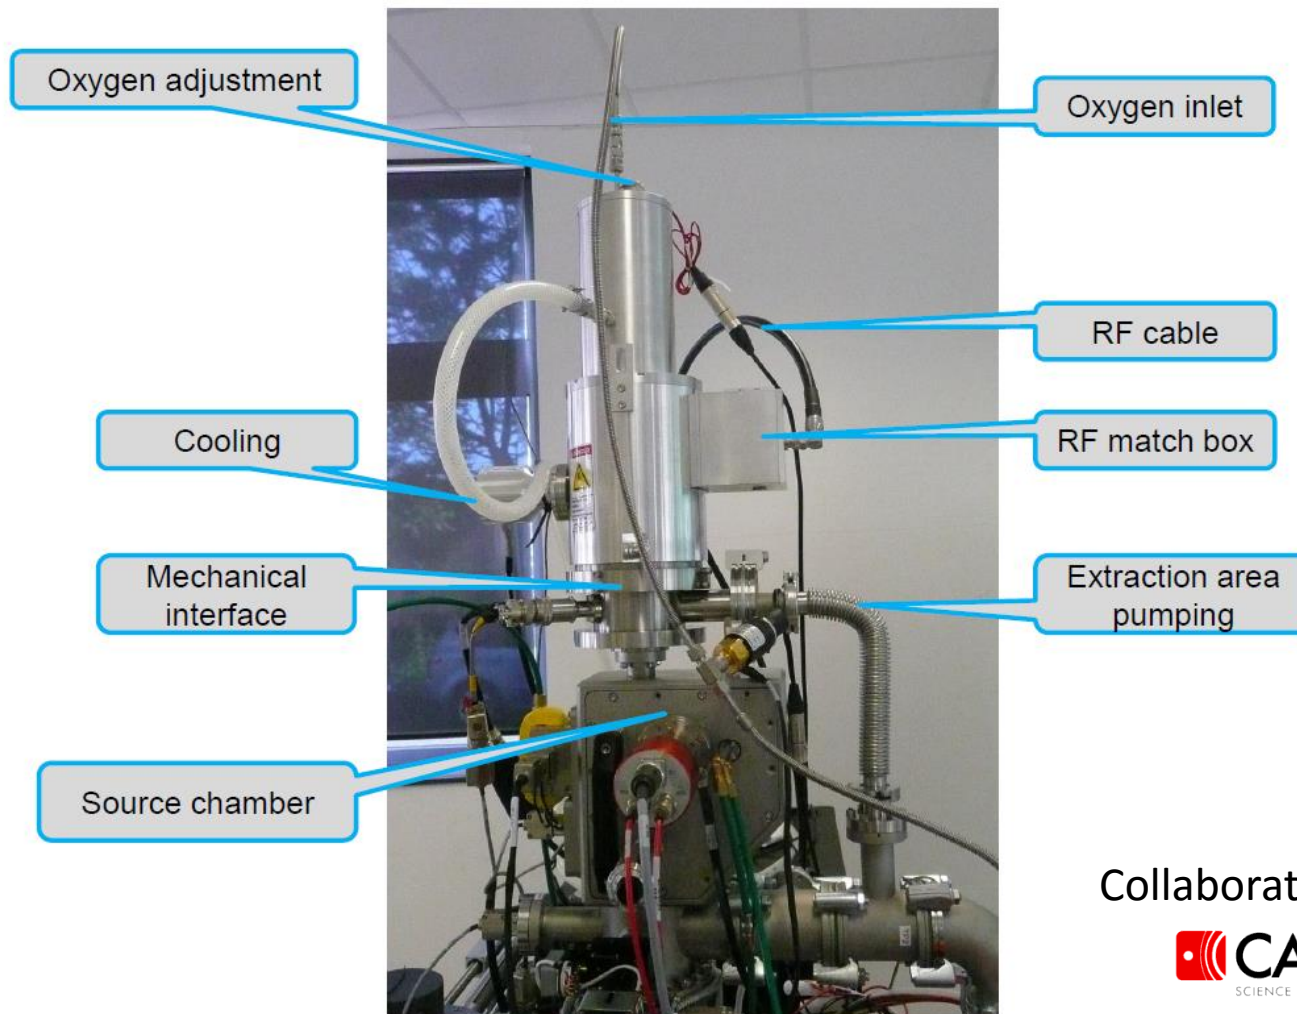 Oxygen adjustment
Oxygen inlet
RF cable
Cooling
RF match box
Mechanical
interface
Extraction area
pumping
Source chamber
Collaborat
CA
SCIENCE